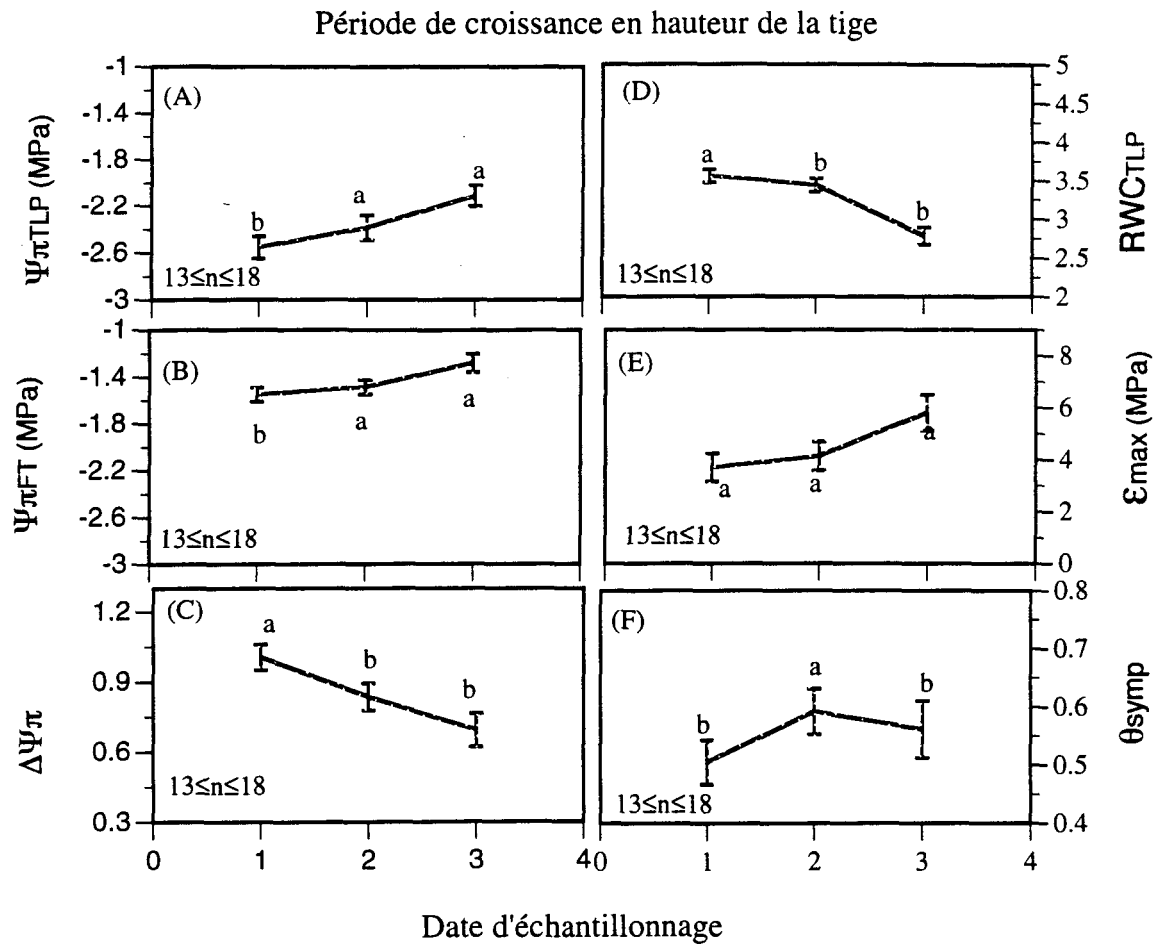 Période de croissance en hauteur de la tige
(A)
-1
-1.4
-1.8
-2.2
-2.6
-3
ΨπTLP (MPa)
b
a
a
13≤n≤18
(D)
5
4.5
4
3.5
3
2.5
2
RWCTLP
a
b
b
13≤n≤18
(B)
-1
-1.4
-1.8
-2.2
-2.6
-3
ΨπFT (MPa)
b
a
a
13≤n≤18
(E)
8
6
4
2
0
εmax (MPa)
a
a
a
13≤n≤18
(C)
1.2
0.9
0.6
0.3
ΔΨπ
a
b
b
13≤n≤18
0 1 2 3 4
(F)
0.8
0.7
0.6
0.5
0.4
θsymp
b
a
b
13≤n≤18
0 1 2 3 4
Date d'échantillonnage